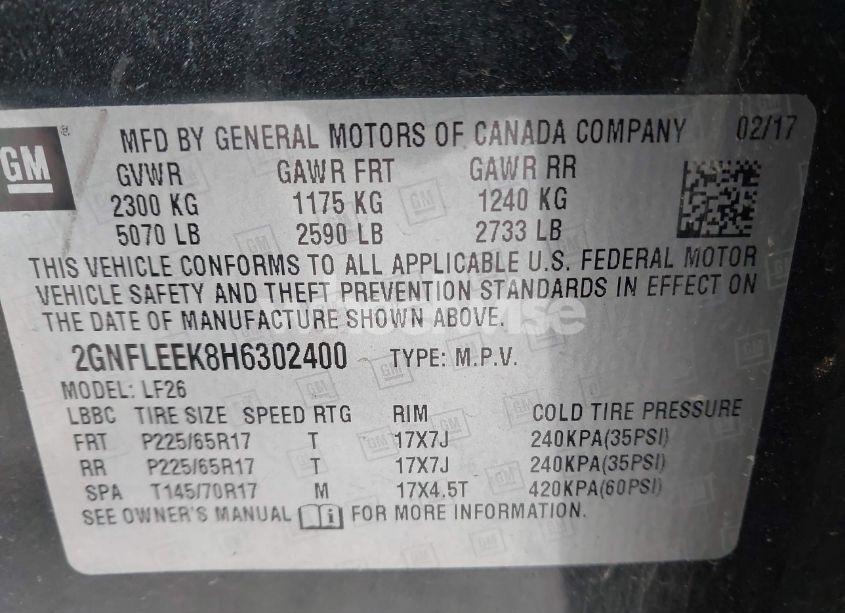 GM
MFD BY GENERAL MOTORS OF CANADA COMPANY 02/17
GVWR GAWR FRT GAWR RR
2300 KG 1175 KG 1240 KG
5070 LB 2590 LB 2733 LB
THIS VEHICLE CONFORMS TO ALL APPLICABLE U.S. FEDERAL MOTOR
VEHICLE SAFETY AND THEFT PREVENTION STANDARDS IN EFFECT ON
THE DATE OF MANUFACTURE SHOWN ABOVE.
2GNFLEEK8H6302400 TYPE: M.P.V.
MODEL: LF26
LBBC TIRE SIZE SPEED RTG RIM COLD TIRE PRESSURE
FRT P225/65R17 T 17X7J 240KPA(35PSI)
RR P225/65R17 T 17X7J 240KPA(35PSI)
SPA T145/70R17 M 17X4.5T 420KPA(60PSI)
SEE OWNER'S MANUAL i FOR MORE INFORMATION.